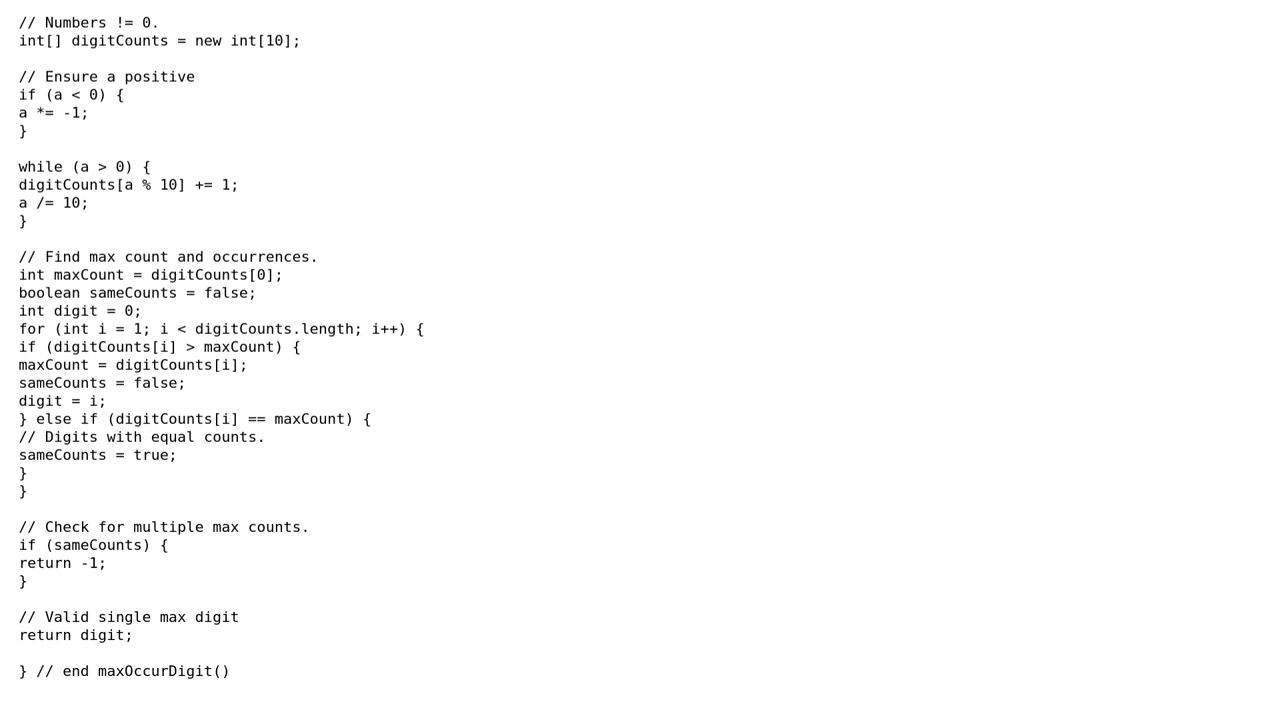 // Numbers != 0.
int[] digitCounts = new int[10];

// Ensure a positive
if (a < 0) {
a *= -1;
}

while (a > 0) {
digitCounts[a % 10] += 1;
a /= 10;
}

// Find max count and occurrences.
int maxCount = digitCounts[0];
boolean sameCounts = false;
int digit = 0;
for (int i = 1; i < digitCounts.length; i++) {
if (digitCounts[i] > maxCount) {
maxCount = digitCounts[i];
sameCounts = false;
digit = i;
} else if (digitCounts[i] == maxCount) {
// Digits with equal counts.
sameCounts = true;
}
}

// Check for multiple max counts.
if (sameCounts) {
return -1;
}

// Valid single max digit
return digit;

} // end maxOccurDigit()